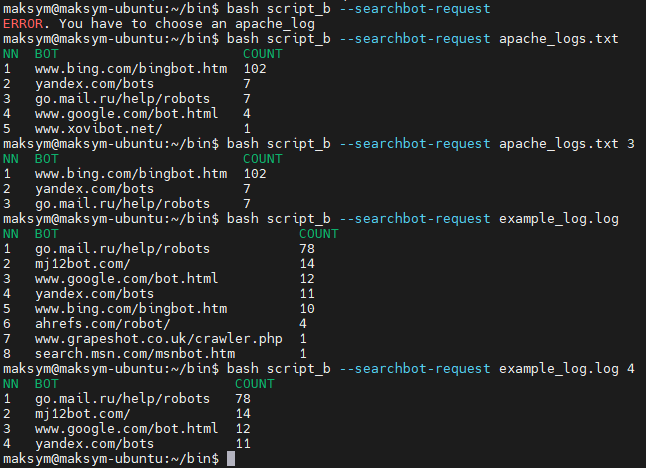 maksym@maksym-ubuntu:~/bin$ bash script_b --searchbot-request
ERROR. You have to choose an apache_log
maksym@maksym-ubuntu:~/bin$ bash script_b --searchbot-request apache_logs.txt
NN  BOT                        COUNT
1   www.bing.com/bingbot.htm  102
2   yandex.com/bots            7
3   go.mail.ru/help/robots     7
4   www.google.com/bot.html    4
5   www.xovibot.net/           1
maksym@maksym-ubuntu:~/bin$ bash script_b --searchbot-request apache_logs.txt 3
NN  BOT                        COUNT
1   www.bing.com/bingbot.htm  102
2   yandex.com/bots            7
3   go.mail.ru/help/robots     7
maksym@maksym-ubuntu:~/bin$ bash script_b --searchbot-request example_log.log
NN  BOT                               COUNT
1   go.mail.ru/help/robots            78
2   mj12bot.com/                      14
3   www.google.com/bot.html           12
4   yandex.com/bots                   11
5   www.bing.com/bingbot.htm          10
6   ahrefs.com/robot/                 4
7   www.grapeshot.co.uk/crawler.php  1
8   search.msn.com/msnbot.htm         1
maksym@maksym-ubuntu:~/bin$ bash script_b --searchbot-request example_log.log 4
NN  BOT                       COUNT
1   go.mail.ru/help/robots    78
2   mj12bot.com/              14
3   www.google.com/bot.html  12
4   yandex.com/bots           11
maksym@maksym-ubuntu:~/bin$